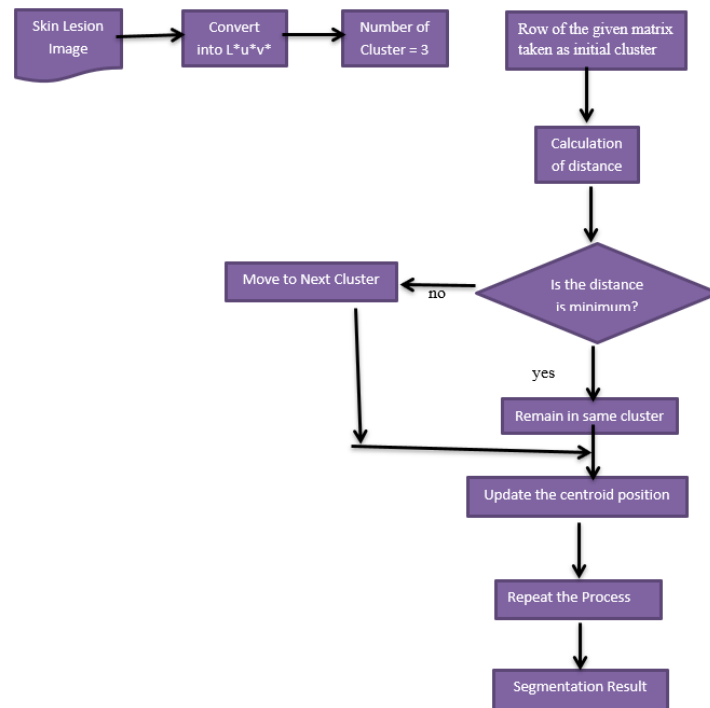 Skin Lesion
Image
Convert
into L*u*v*
Number of
Cluster = 3
Row of the given matrix
taken as initial cluster
Calculation
of distance
Is the distance
is minimum?
no
Move to Next Cluster
yes
Remain in same cluster
Update the centroid position
Repeat the Process
Segmentation Result